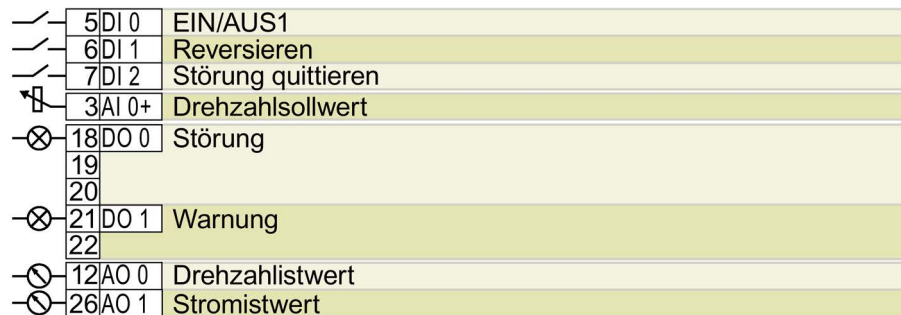 5 DI 0 EIN/AUS1
6 DI 1 Reversieren
7 DI 2 Störung quittieren
3 AI 0+ Drehzahlsollwert
18 DO 0 Störung
19
20
21 DO 1 Warnung
22
12 AO 0 Drehzahlistwert
26 AO 1 Stromistwert